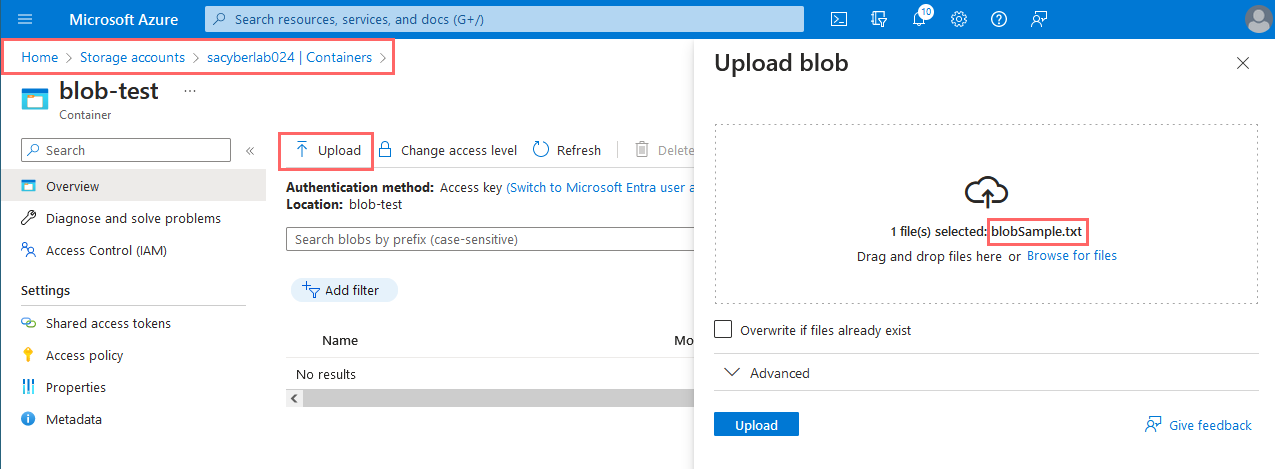 Microsoft Azure
Search resources, services, and docs (G+/)
10
Home > Storage accounts > sacyberlab024 | Containers >
blob-test
...
Container
Search
«
Overview
Diagnose and solve problems
Access Control (IAM)
Settings
Shared access tokens
Access policy
Properties
Metadata
Upload
Change access level
Refresh
Delete
Authentication method: Access key (Switch to Microsoft Entra user a
Location: blob-test
Search blobs by prefix (case-sensitive)
Add filter
Name
Mo
No results
Upload blob
1 file(s) selected: blobSample.txt
Drag and drop files here or Browse for files
Overwrite if files already exist
Advanced
Upload
Give feedback